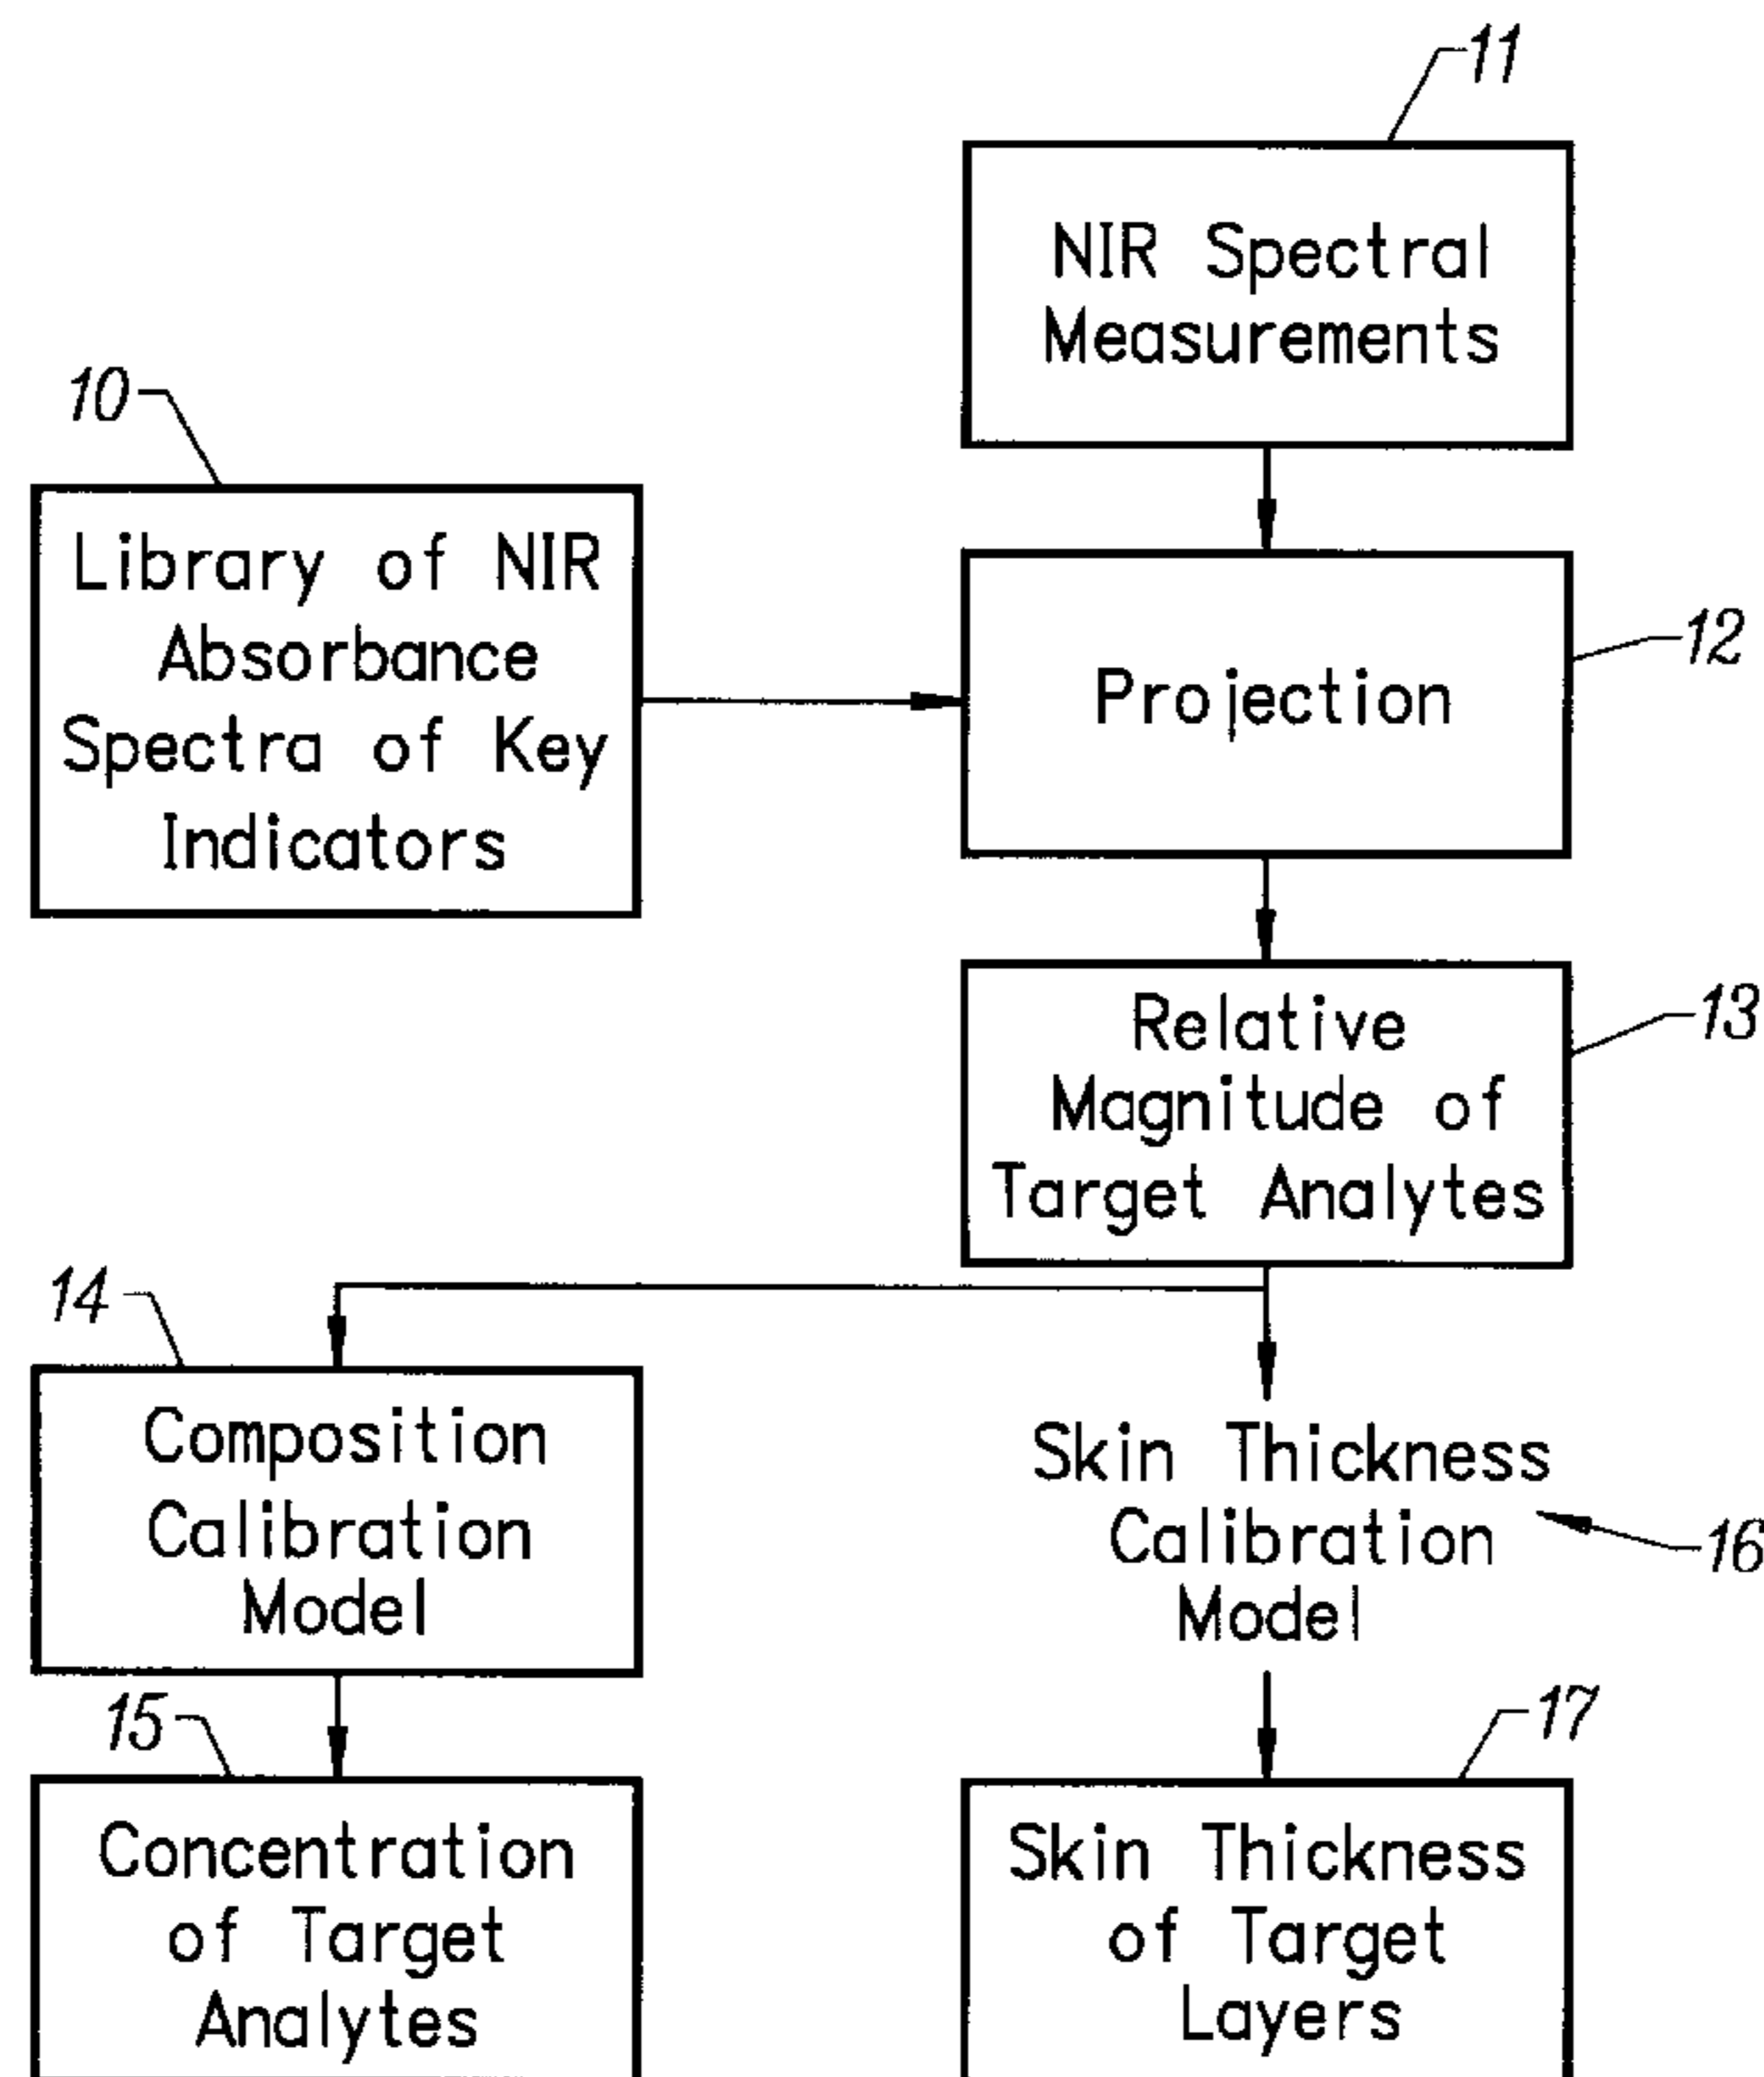 11
NIR Spectral
Measurements
10
Library of NIR
Absorbance
Spectra of Key
Indicators
Projection
12
Relative
Magnitude of
Target Analytes
13
14
Composition
Calibration
Model
Skin Thickness
Calibration
Model
16
15
Concentration
of Target
Analytes
17
Skin Thickness
of Target
Layers